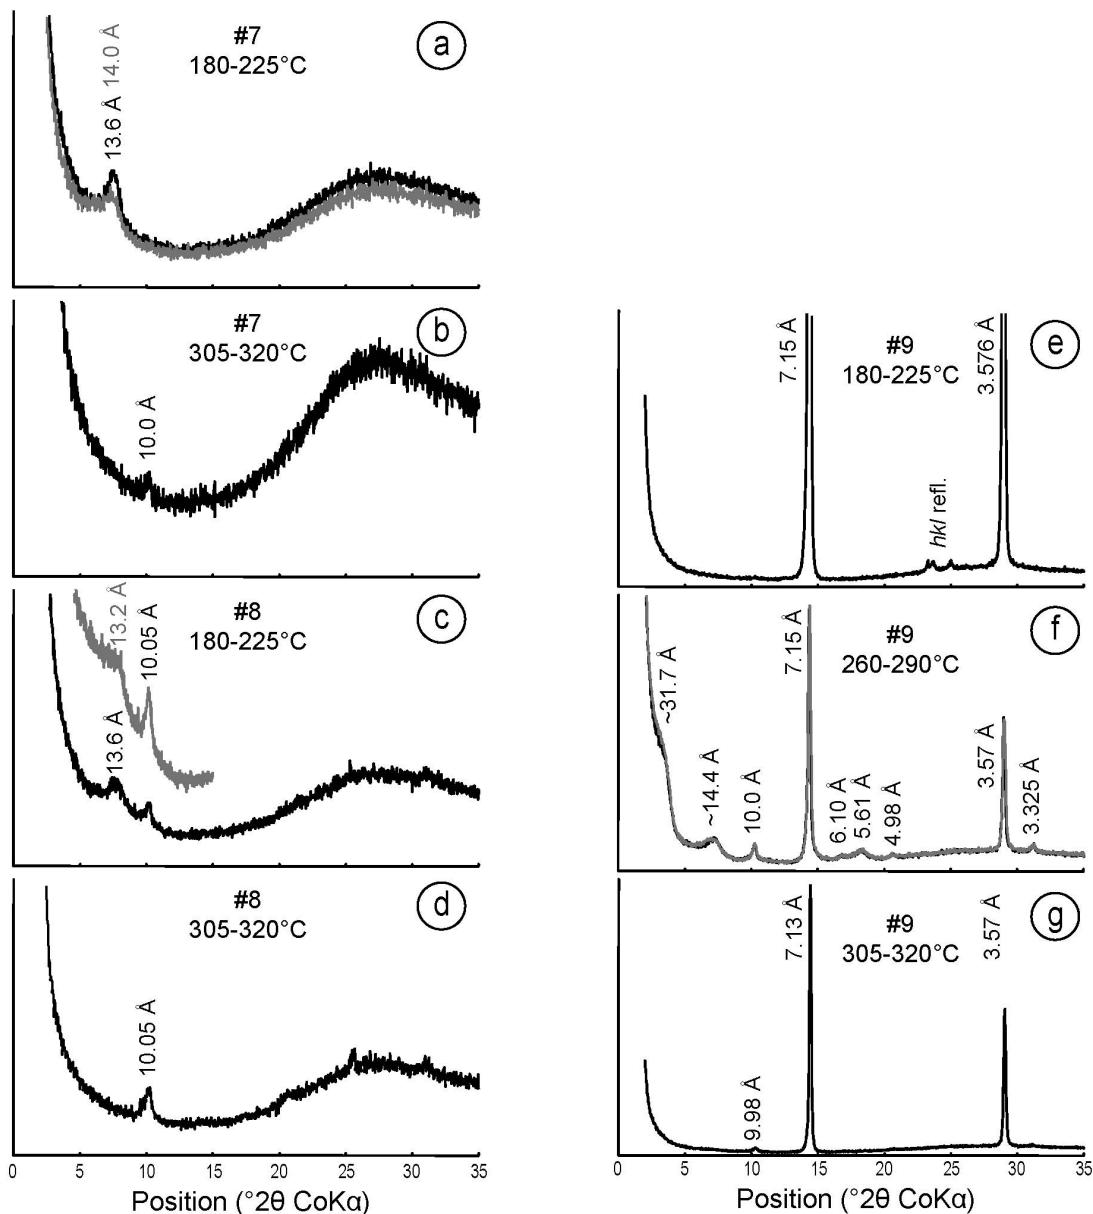 #7
180-225°C
a
13.6 Å
14.0 Å
#7
305-320°C
b
10.0 Å
#8
180-225°C
c
13.2 Å
10.05 Å
13.6 Å
#8
305-320°C
d
10.05 Å
0 5 10 15 20 25 30 35
Position (°2θ CoKα)
#9
180-225°C
e
7.15 Å
3.576 Å
hkl refl.
#9
260-290°C
f
~31.7 Å
~14.4 Å
10.0 Å
7.15 Å
6.10 Å
5.61 Å
4.98 Å
3.57 Å
3.325 Å
#9
305-320°C
g
9.98 Å
7.13 Å
3.57 Å
0 5 10 15 20 25 30 35
Position (°2θ CoKα)